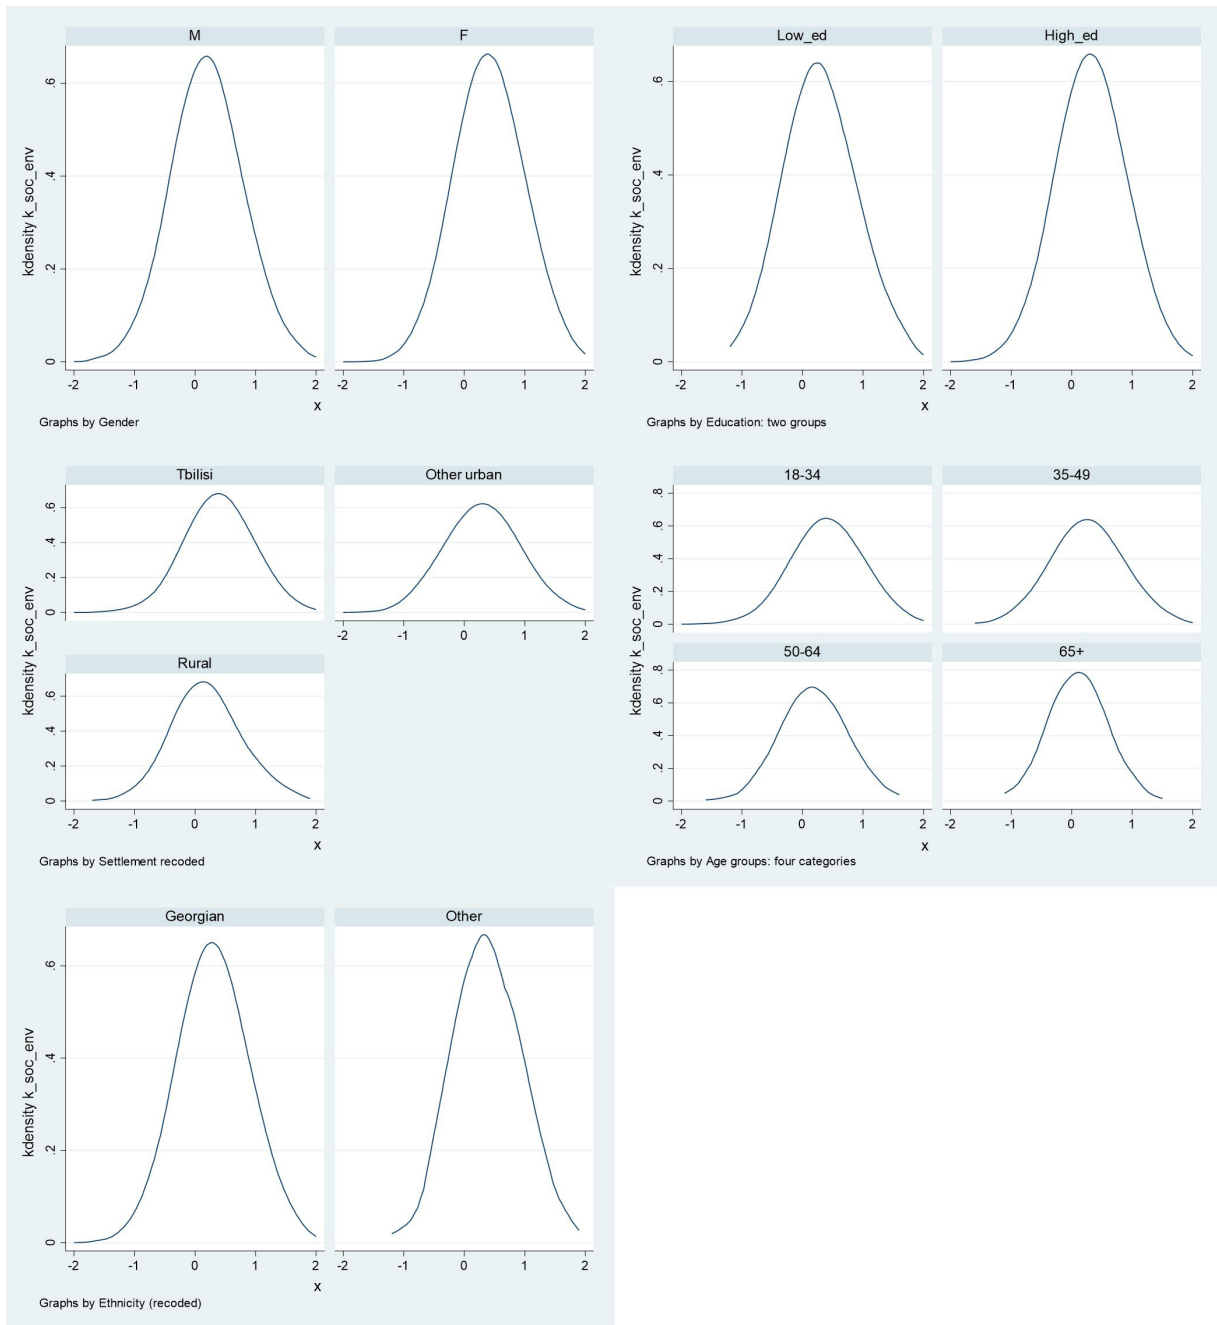 M F
kdensity k_soc_env
.6
.4
.2
0
-2 -1 0 1 2 -2 -1 0 1 2
x
Graphs by Gender
Low_ed High_ed
kdensity k_soc_env
.6
.4
.2
0
-2 -1 0 1 2 -2 -1 0 1 2
x
Graphs by Education: two groups
Tbilisi Other urban
kdensity k_soc_env
.6
.4
.2
0
-2 -1 0 1 2
Rural
.6
.4
.2
0
-2 -1 0 1 2
x
Graphs by Settlement recoded
18-34 35-49
kdensity k_soc_env
.8
.6
.4
.2
0
50-64 65+
.8
.6
.4
.2
0
-2 -1 0 1 2 -2 -1 0 1 2
x
Graphs by Age groups: four categories
Georgian Other
kdensity k_soc_env
.6
.4
.2
0
-2 -1 0 1 2 -2 -1 0 1 2
x
Graphs by Ethnicity (recoded)